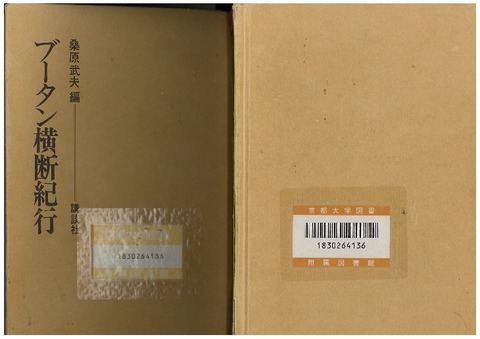 桑原武夫 編
ブータン横断紀行
講談社
1830264136
京都大学図書
1830264136
附属図書館